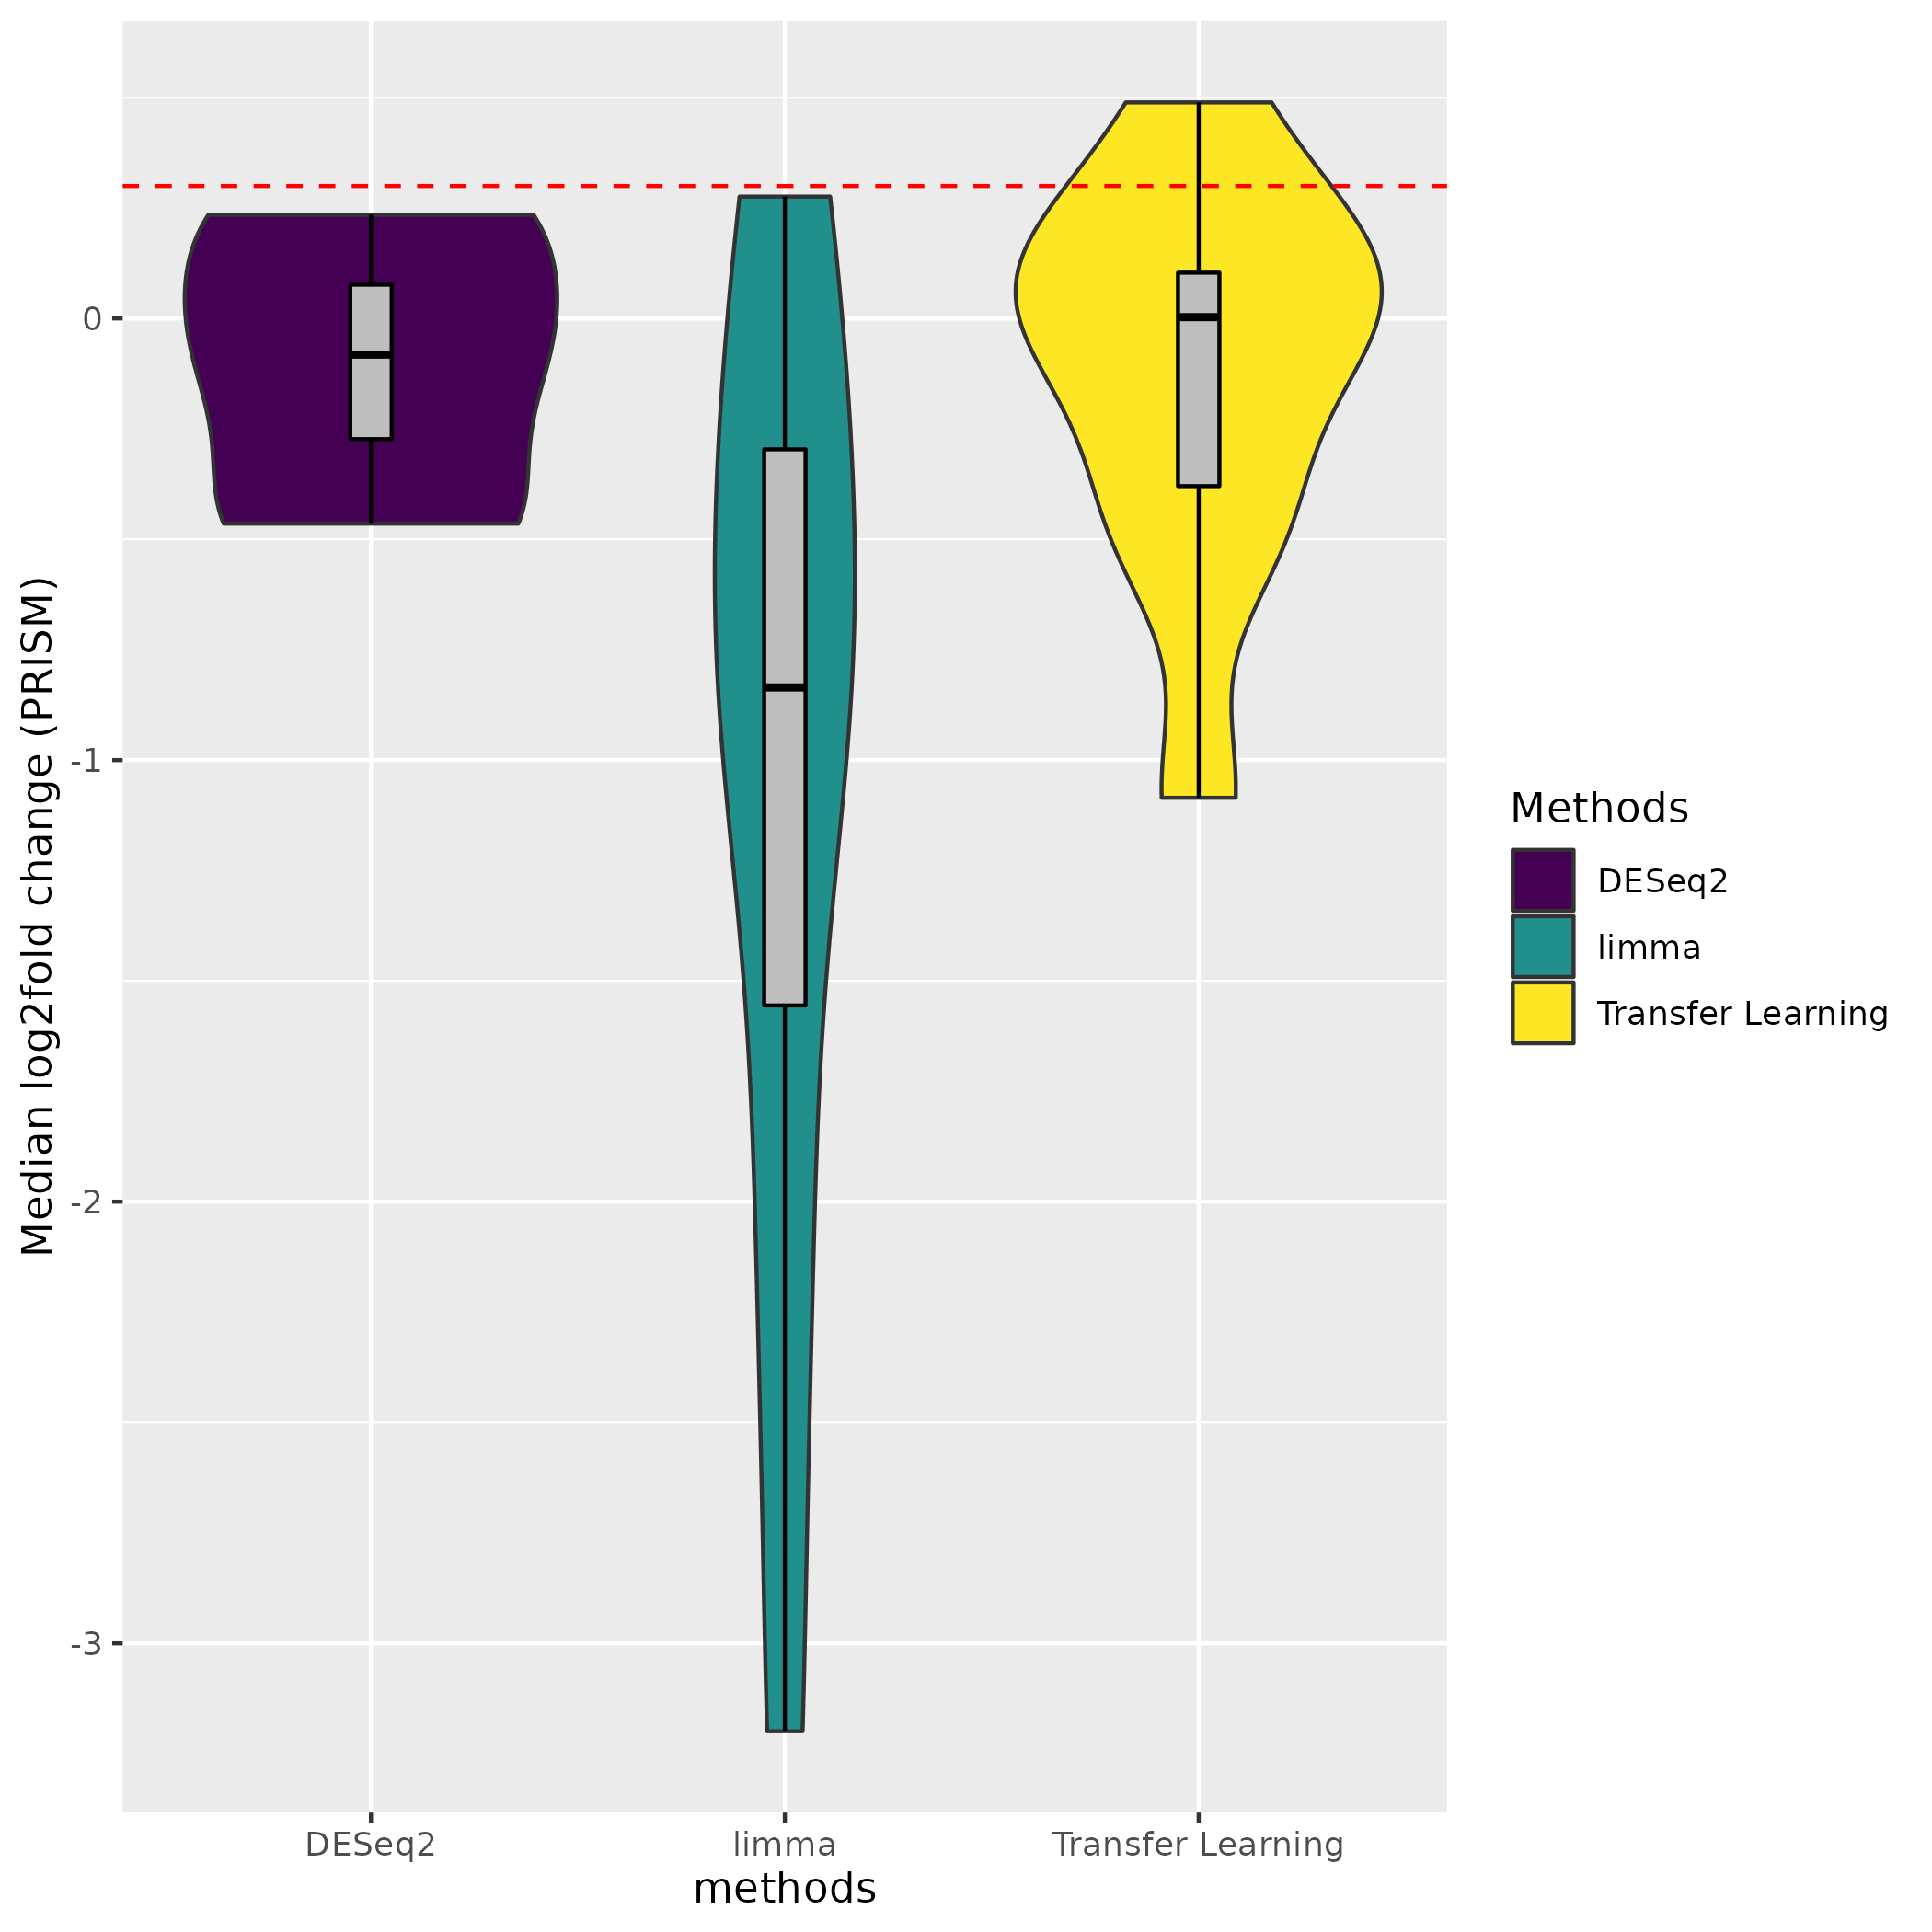 Median log2fold change (PRISM)
0
-1
-2
-3
DESeq2
limma
Transfer Learning
methods
Methods
DESeq2
limma
Transfer Learning